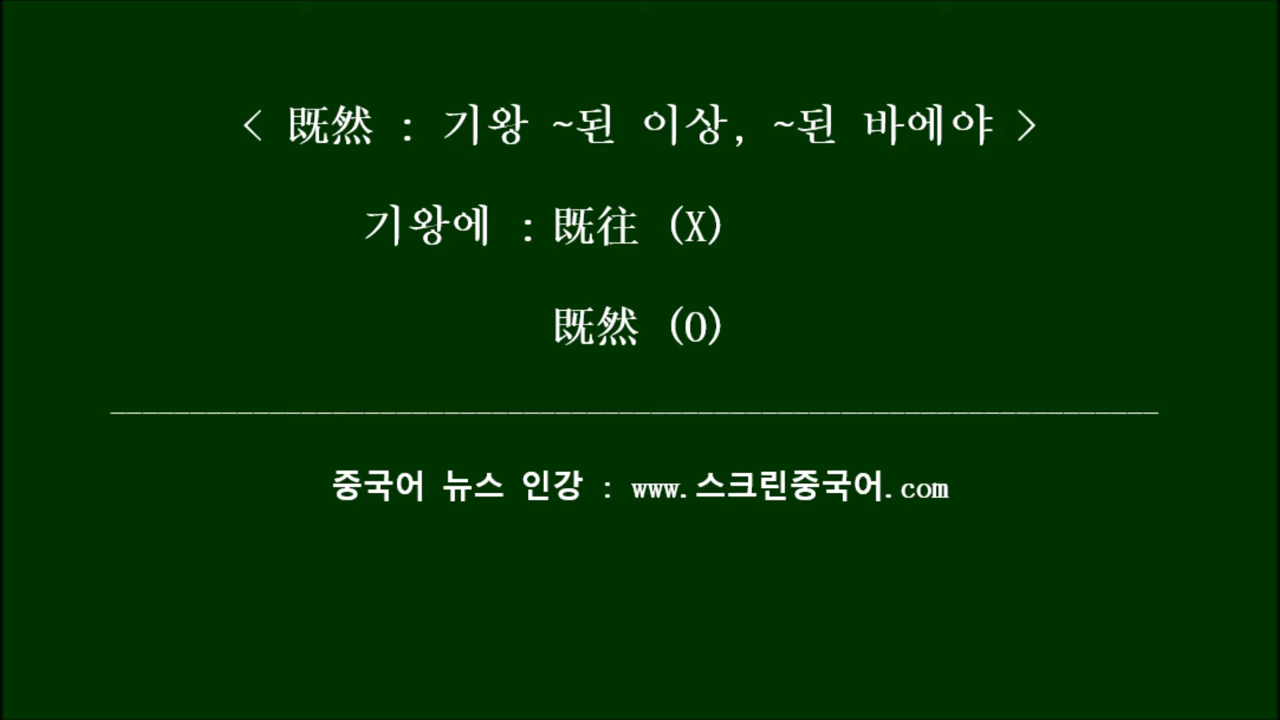 < 既然 : 기왕 ~된 이상, ~된 바에야 >
기왕에 : 既往 (X)
既然 (O)
중국어 뉴스 인강 : www.스크린중국어.com